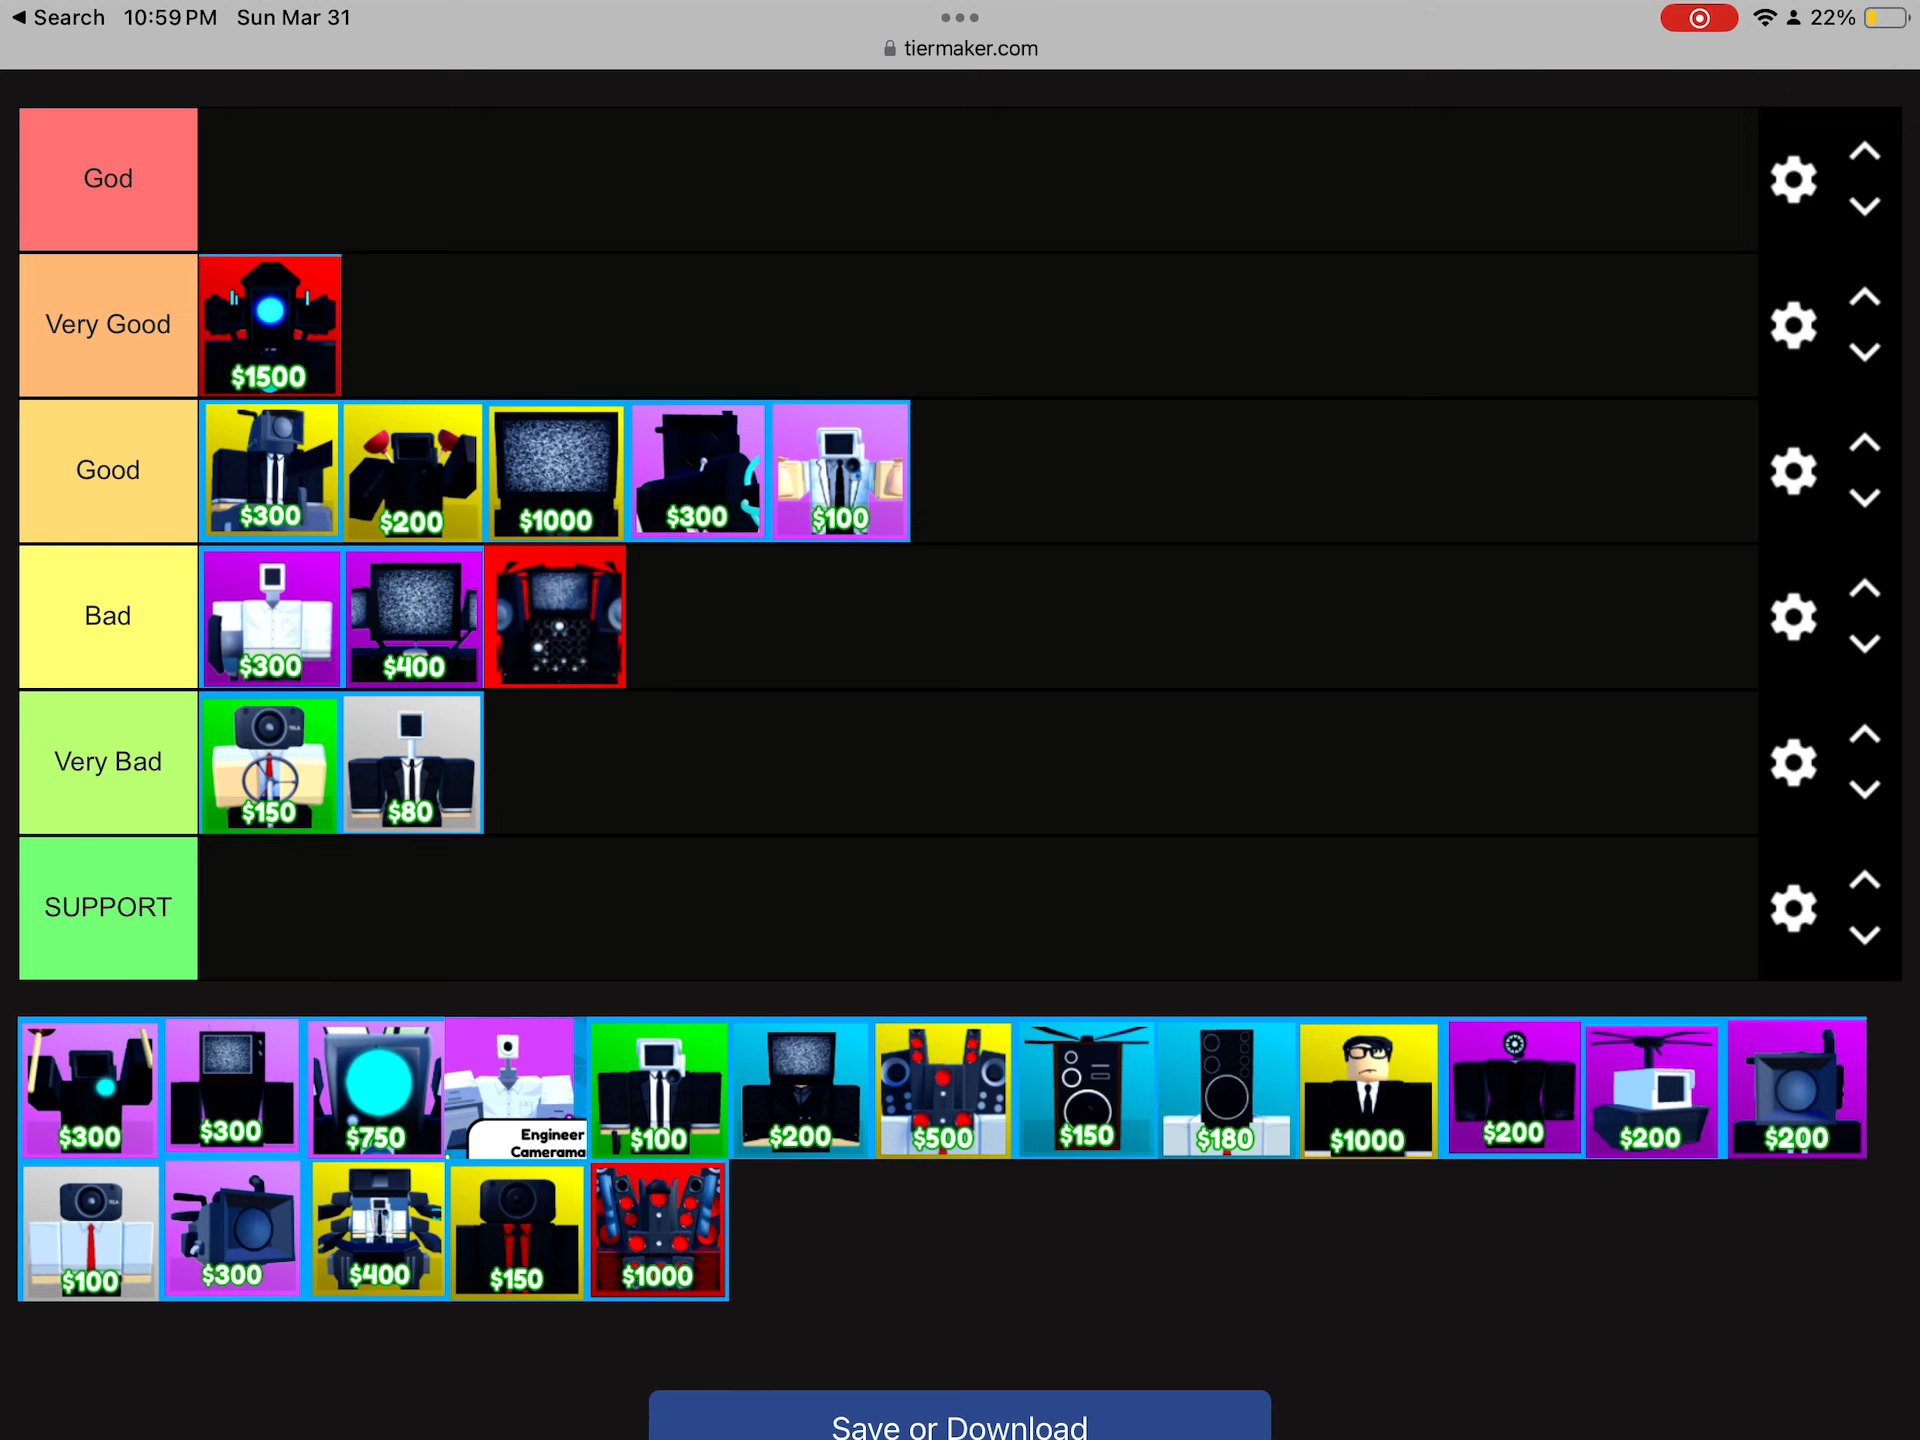 Search 10:59 PM Sun Mar 31
22%
tiermaker.com
God
Very Good
$1500
Good
$300 $200 $1000 $300 $100
Bad
$300 $400
Very Bad
$150 $80
SUPPORT
$300 $300 $750 Engineer
Camerama
$100 $200 $500 $150 $180 $1000 $200 $200 $200
$100 $300 $400 $150 $1000
Save or Download